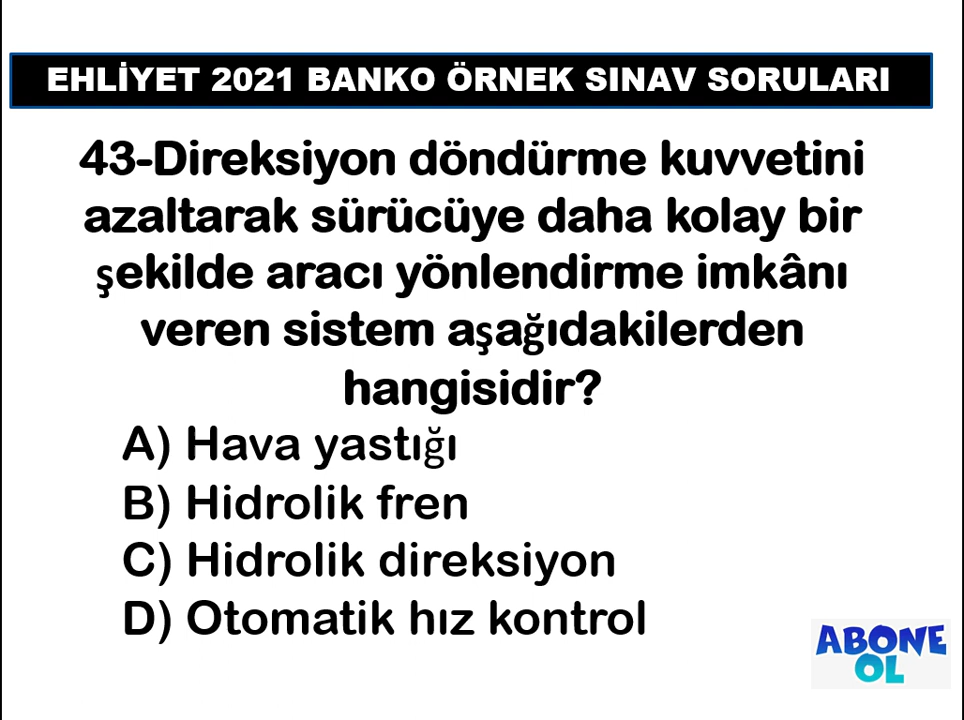 EHLİYET 2021 BANKO ÖRNEK SINAV SORULARI
43-Direksiyon döndürme kuvvetini
azaltarak sürücüye daha kolay bir
şekilde aracı yönlendirme imkânı
veren sistem aşağıdakilerden
hangisidir?
A) Hava yastığı
B) Hidrolik fren
C) Hidrolik direksiyon
D) Otomatik hız kontrol
ABONE
OL